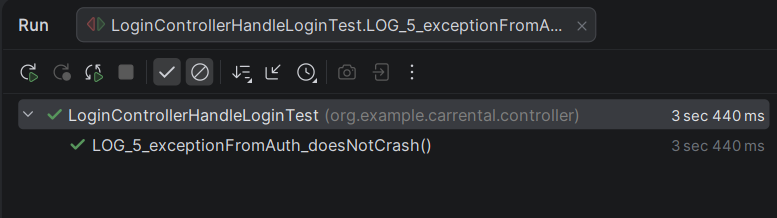 Run LoginControllerHandleLoginTest.LOG_5_exceptionFromA...
LoginControllerHandleLoginTest (org.example.carrental.controller) 3 sec 440 ms
LOG_5_exceptionFromAuth_doesNotCrash() 3 sec 440 ms